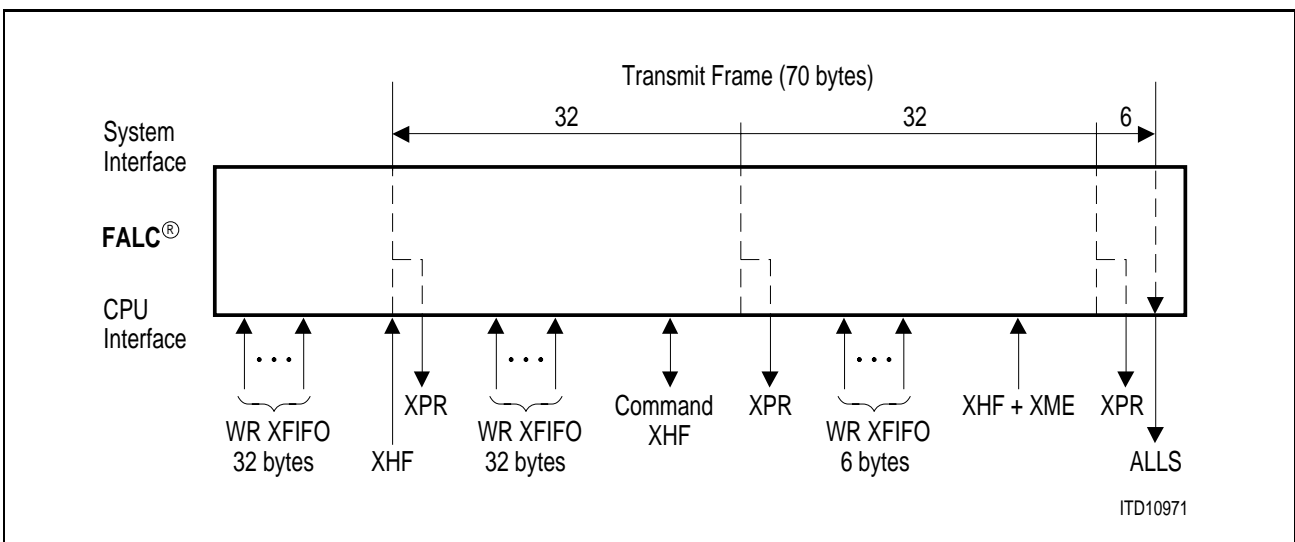 Transmit Frame (70 bytes)
32 32 6
System
Interface
FALC®
CPU
Interface
XPR XPR XHF + XME XPR
WR XFIFO
32 bytes
XHF
WR XFIFO
32 bytes
Command
XHF
WR XFIFO
6 bytes
ALLS
ITD10971